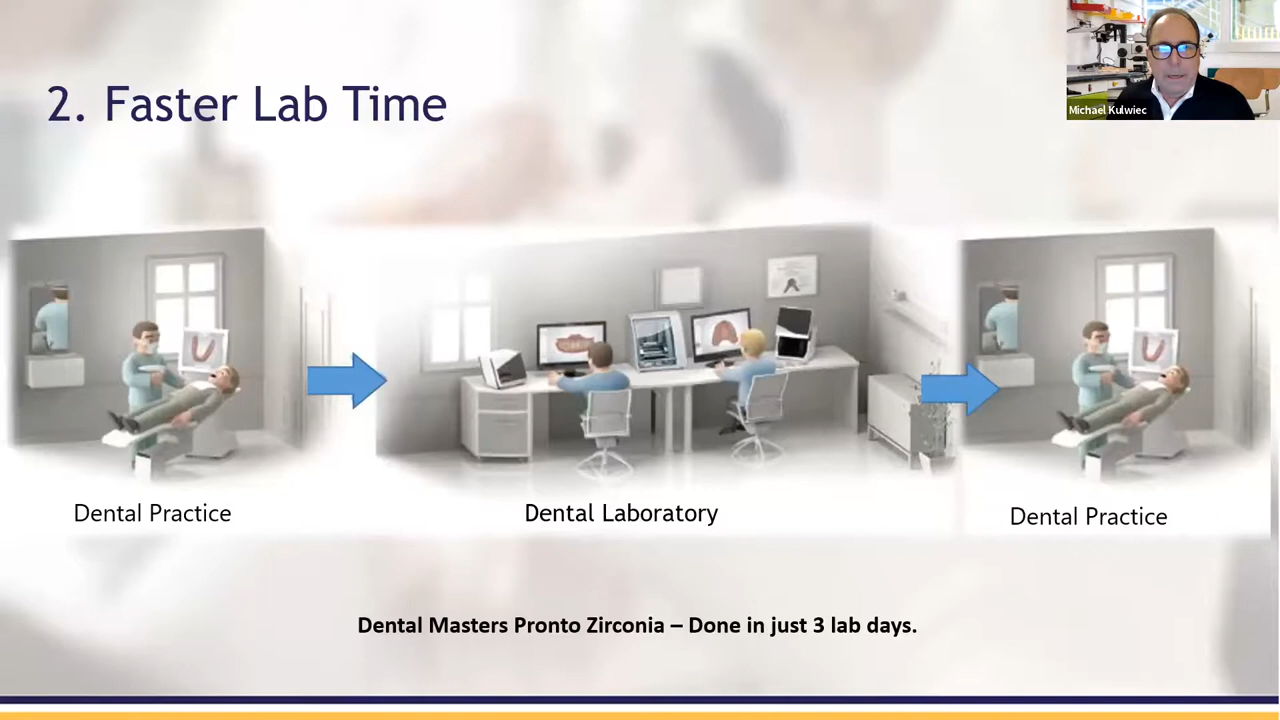 Michael Kulwiec
2. Faster Lab Time
Dental Practice
Dental Laboratory
Dental Practice
Dental Masters Pronto Zirconia – Done in just 3 lab days.